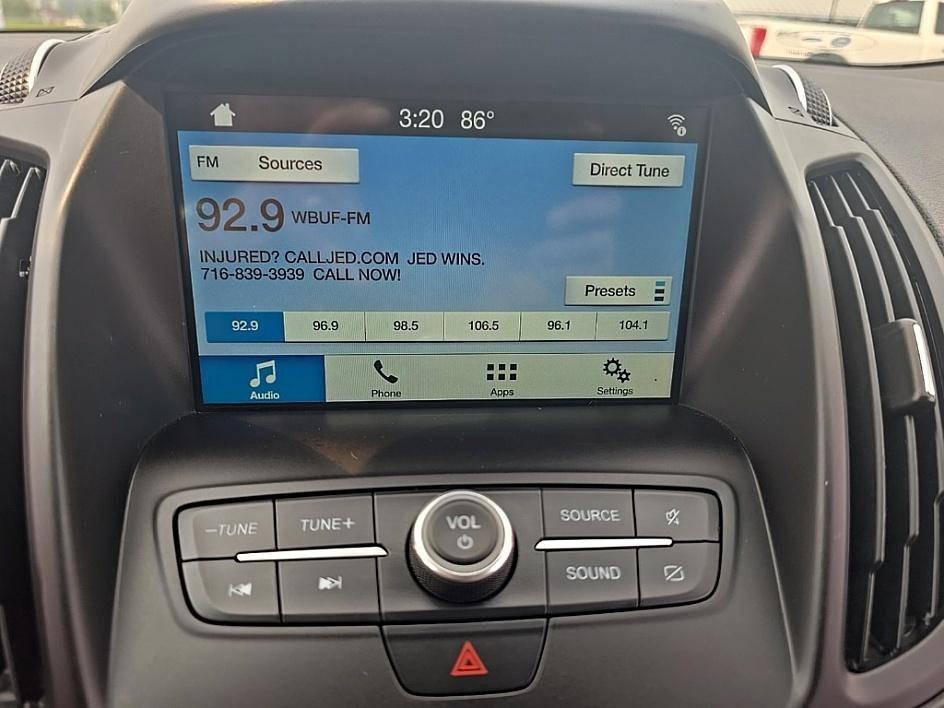 3:20 86°
FM Sources
Direct Tune
92.9 WBUF-FM
INJURED? CALLJED.COM JED WINS.
716-839-3939 CALL NOW!
Presets
92.9 96.9 98.5 106.5 96.1 104.1
Audio Phone Apps Settings
-TUNE TUNE+ VOL SOURCE
SOUND